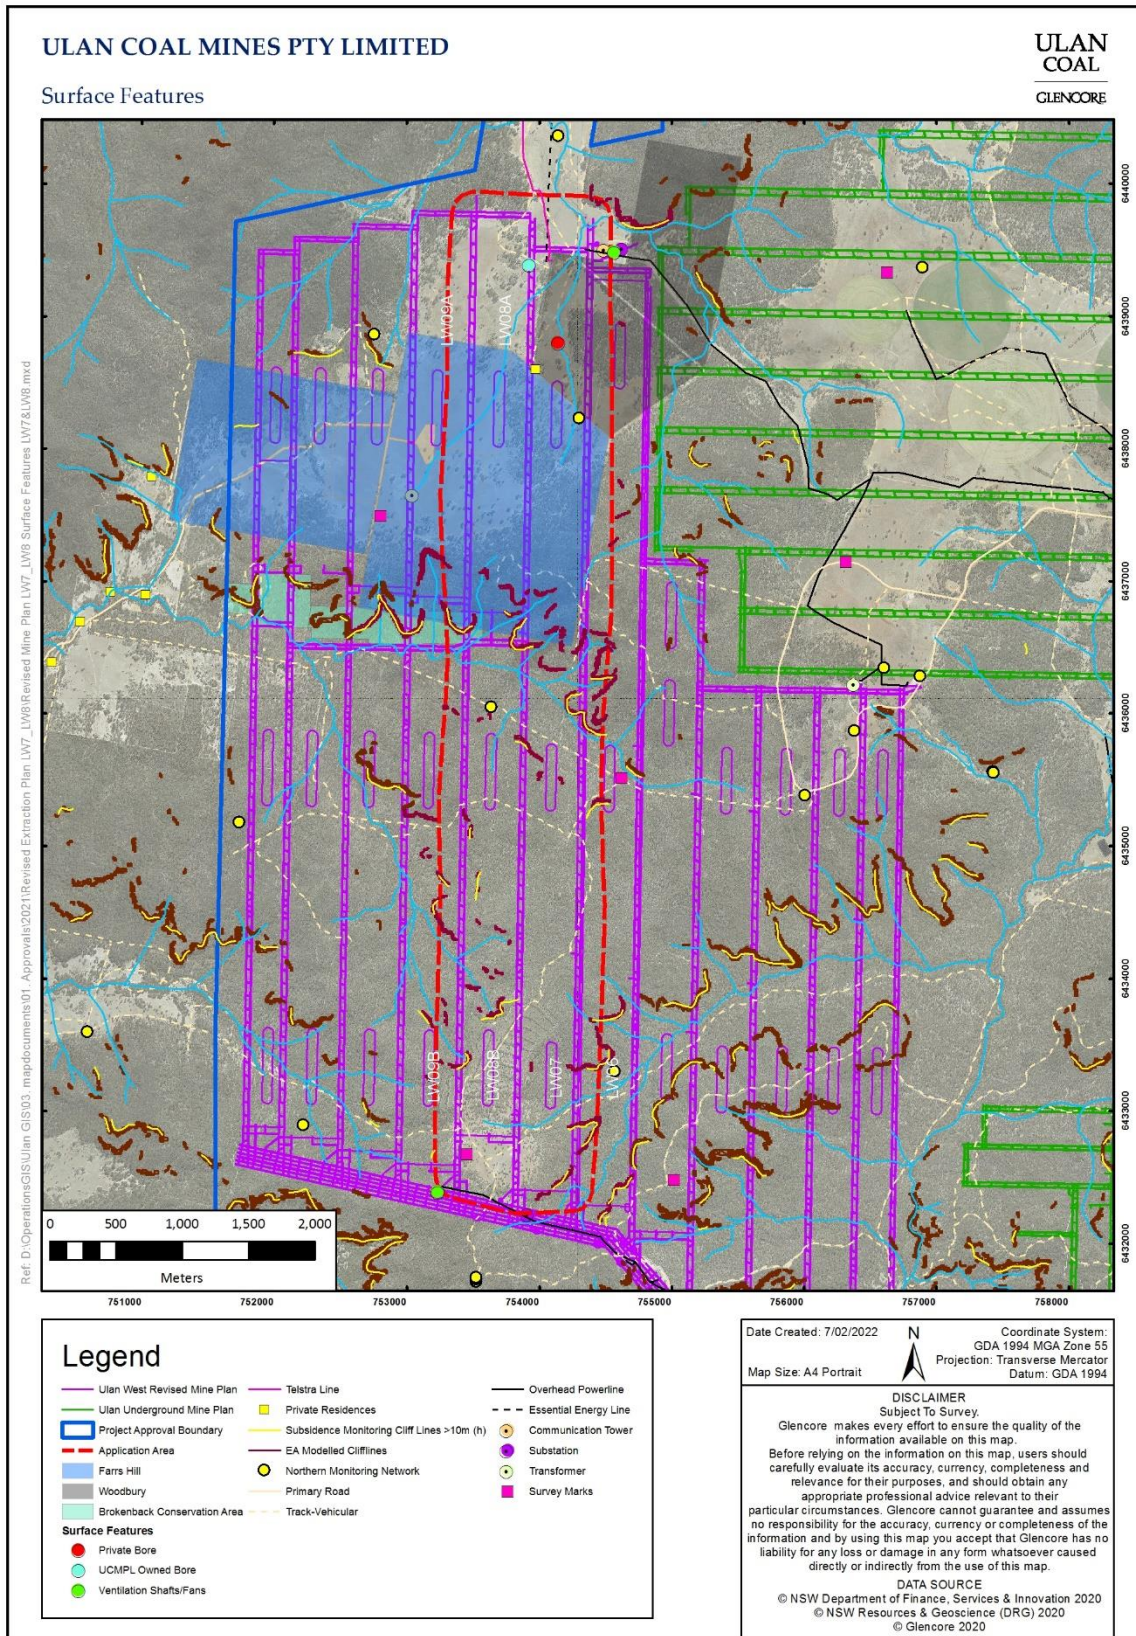 ULAN COAL MINES PTY LIMITED
Surface Features
ULAN
COAL
GLENCORE
Ref: D:\Operations\GIS\Ulan GIS\03. mapdocuments\01. Approvals\2021\Revised Extraction Plan LW7_LW8\Revised Mine Plan LW7_LW8 Surface Features LW7&LW8.mxd
6440000
6439000
6438000
6437000
6436000
6435000
6434000
6433000
6432000
LW09A
LW08A
LW09B
LW08B
LW07
LW06
0 500 1,000 1,500 2,000
Meters
751000 752000 753000 754000 755000 756000 757000 758000
Legend
Ulan West Revised Mine Plan
Ulan Underground Mine Plan
Project Approval Boundary
Application Area
Farrs Hill
Woodbury
Brokenback Conservation Area
Surface Features
Private Bore
UCMPL Owned Bore
Ventilation Shafts/Fans
Telstra Line
Private Residences
Subsidence Monitoring Cliff Lines >10m (h)
EA Modelled Clifflines
Northern Monitoring Network
Primary Road
Track-Vehicular
Overhead Powerline
Essential Energy Line
Communication Tower
Substation
Transformer
Survey Marks
Date Created: 7/02/2022
Map Size: A4 Portrait
N
Coordinate System:
GDA 1994 MGA Zone 55
Projection: Transverse Mercator
Datum: GDA 1994
DISCLAIMER
Subject To Survey.
Glencore makes every effort to ensure the quality of the
information available on this map.
Before relying on the information on this map, users should
carefully evaluate its accuracy, currency, completeness and
relevance for their purposes, and should obtain any
appropriate professional advice relevant to their
particular circumstances. Glencore cannot guarantee and assumes
no responsibility for the accuracy, currency or completeness of the
information and by using this map you accept that Glencore has no
liability for any loss or damage in any form whatsoever caused
directly or indirectly from the use of this map.
DATA SOURCE
© NSW Department of Finance, Services & Innovation 2020
© NSW Resources & Geoscience (DRG) 2020
© Glencore 2020